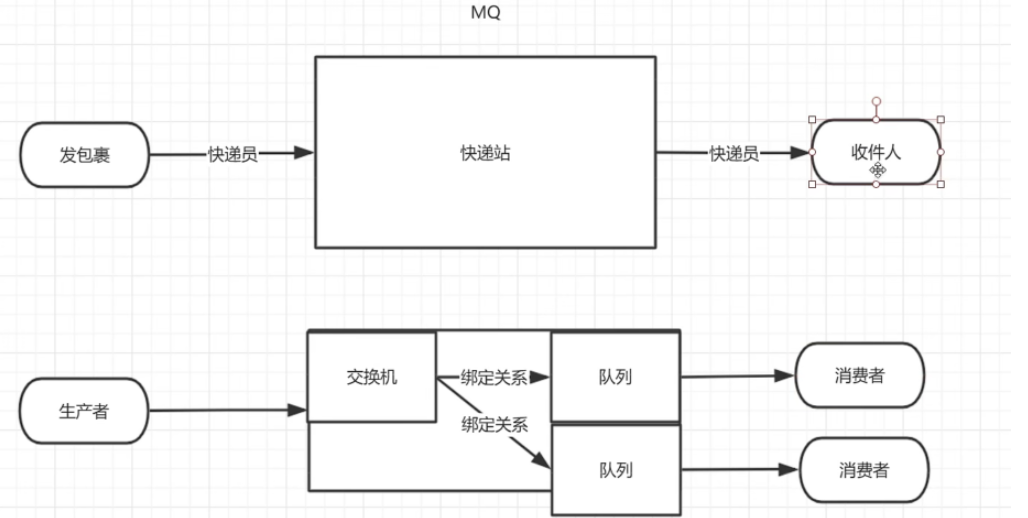 MQ
发包裹
快递员
快递站
快递员
收件人
交换机
绑定关系
队列
消费者
生产者
绑定关系
队列
消费者